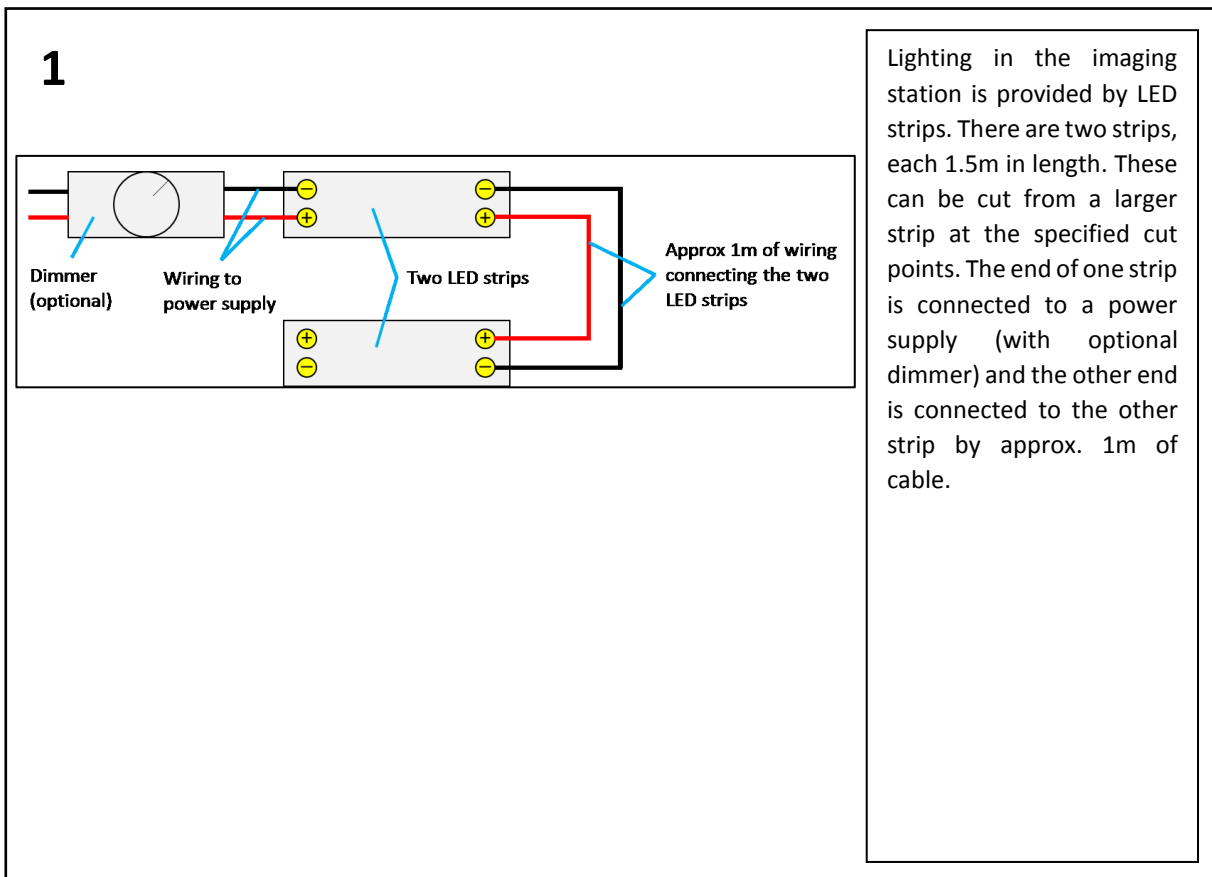 1
Dimmer
(optional)
Wiring to
power supply
Two LED strips
Approx 1m of wiring
connecting the two
LED strips
−
+
−
+
+
−
+
−
Lighting in the imaging
station is provided by LED
strips. There are two strips,
each 1.5m in length. These
can be cut from a larger
strip at the specified cut
points. The end of one strip
is connected to a power
supply (with optional
dimmer) and the other end
is connected to the other
strip by approx. 1m of
cable.